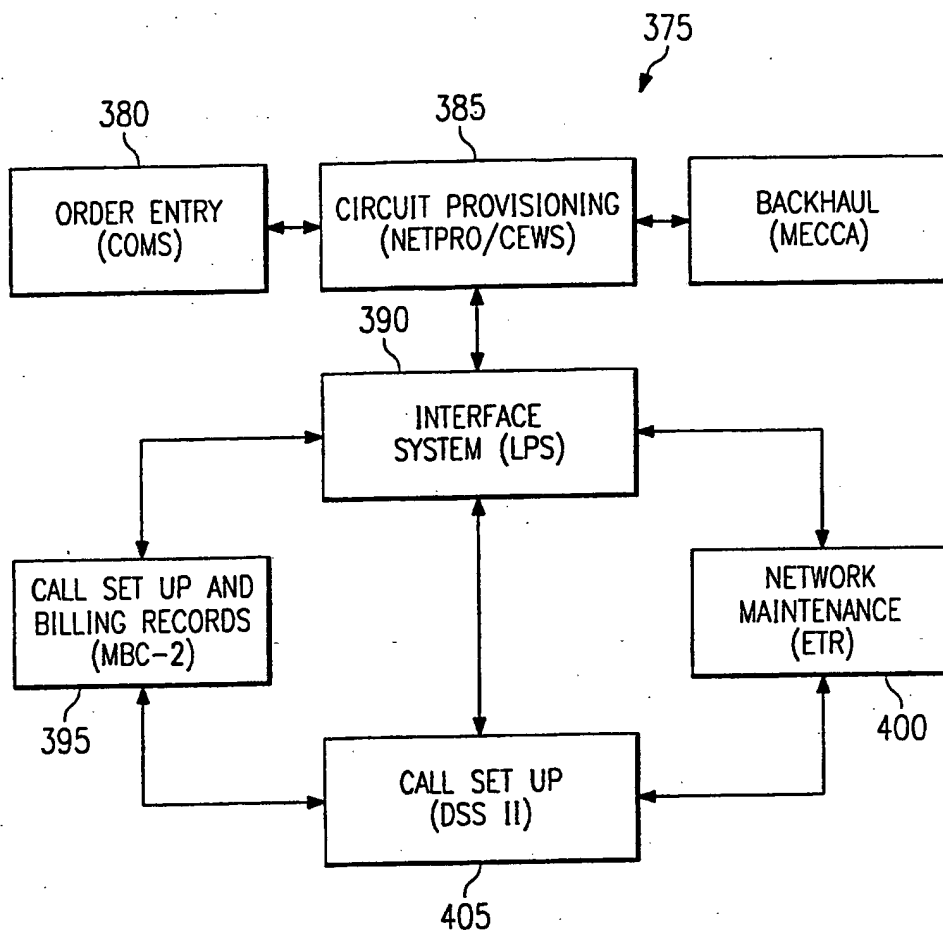 375
380
385
ORDER ENTRY
(COMS)
CIRCUIT PROVISIONING
(NETPRO/CEWS)
BACKHAUL
(MECCA)
390
INTERFACE
SYSTEM (LPS)
CALL SET UP AND
BILLING RECORDS
(MBC-2)
NETWORK
MAINTENANCE
(ETR)
395
400
CALL SET UP
(DSS II)
405